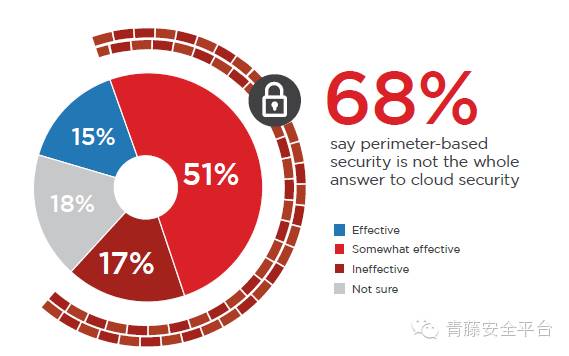 15%
51%
18%
17%
68%
say perimeter-based
security is not the whole
answer to cloud security
Effective
Somewhat effective
Ineffective
Not sure
青藤安全平台